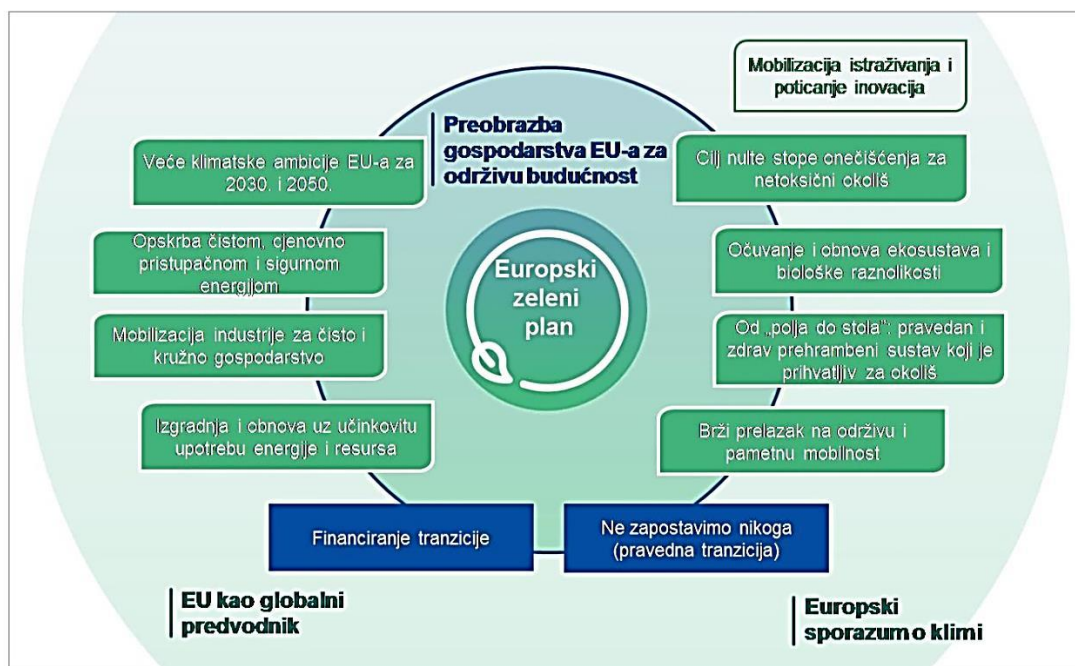 Mobilizacija istraživanja i
poticanje inovacija
Preobrazba
gospodarstva EU-a za
održivu budućnost
Veće klimatske ambicije EU-a za
2030. i 2050.
Cilj nulte stope onečišćenja za
netoksični okoliš
Opskrba čistom, cjenovno
pristupačnom i sigurnom
energijom
Europski
zeleni
plan
Očuvanje i obnova ekosustava i
biološke raznolikosti
Mobilizacija industrije za čisto i
kružno gospodarstvo
Od „polja do stola“: pravedan i
zdrav prehrambeni sustav koji je
prihvatljiv za okoliš
Izgradnja i obnova uz učinkovitu
upotrebu energije i resursa
Brži prelazak na održivu i
pametnu mobilnost
Financiranje tranzicije
Ne zapostavimo nikoga
(pravedna tranzicija)
EU kao globalni
predvodnik
Europski
sporazum o klimi